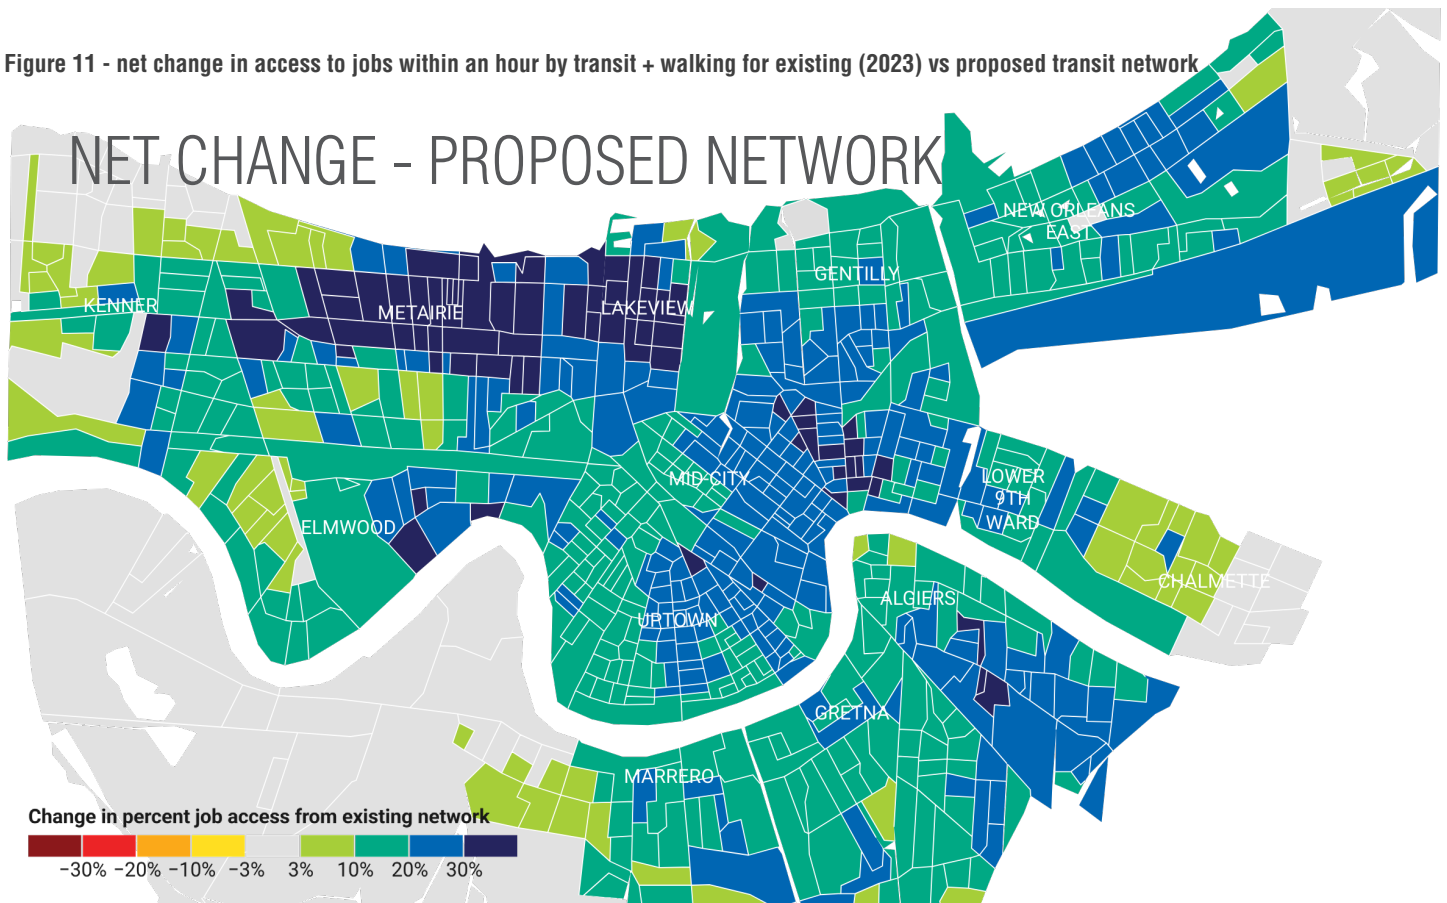 Figure 11 - net change in access to jobs within an hour by transit + walking for existing (2023) vs proposed transit network
NET CHANGE - PROPOSED NETWORK
NEW ORLEANS
EAST
GENTILLY
KENNER
METAIRIE
LAKEVIEW
MID-CITY
LOWER
9TH
WARD
ELMWOOD
CHALMETTE
ALGIERS
UPTOWN
GRETNA
MARRERO
Change in percent job access from existing network
−30% −20% −10% −3% 3% 10% 20% 30%